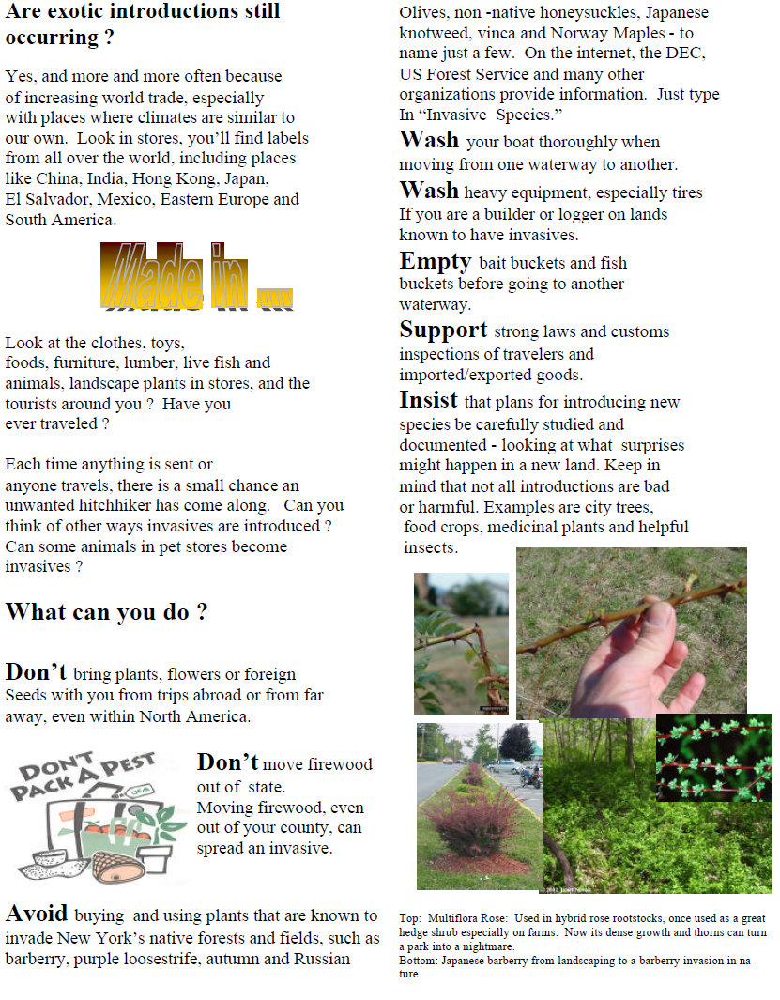 Are exotic introductions still
occurring ?
Yes, and more and more often because
of increasing world trade, especially
with places where climates are similar to
our own.  Look in stores, you’ll find labels
from all over the world, including places
like China, India, Hong Kong, Japan,
El Salvador, Mexico, Eastern Europe and
South America.
Made in ...
Look at the clothes, toys,
foods, furniture, lumber, live fish and
animals, landscape plants in stores, and the
tourists around you ?  Have you
ever traveled ?
Each time anything is sent or
anyone travels, there is a small chance an
unwanted hitchhiker has come along.   Can you
think of other ways invasives are introduced ?
Can some animals in pet stores become
invasives ?
What can you do ?
Don’t bring plants, flowers or foreign
Seeds with you from trips abroad or from far
away, even within North America.
DON'T
PACK A PEST
USA
Don’t move firewood
out of  state.
Moving firewood, even
out of your county, can
spread an invasive.
Avoid buying  and using plants that are known to
invade New York’s native forests and fields, such as
barberry, purple loosestrife, autumn and Russian
Olives, non -native honeysuckles, Japanese
knotweed, vinca and Norway Maples - to
name just a few.  On the internet, the DEC,
US Forest Service and many other
organizations provide information.  Just type
In “Invasive  Species.”
Wash your boat thoroughly when
moving from one waterway to another.
Wash heavy equipment, especially tires
If you are a builder or logger on lands
known to have invasives.
Empty bait buckets and fish
buckets before going to another
waterway.
Support strong laws and customs
inspections of travelers and
imported/exported goods.
Insist that plans for introducing new
species be carefully studied and
documented - looking at what  surprises
might happen in a new land. Keep in
mind that not all introductions are bad
or harmful. Examples are city trees,
food crops, medicinal plants and helpful
insects.
Top:  Multiflora Rose:  Used in hybrid rose rootstocks, once used as a great
hedge shrub especially on farms.  Now its dense growth and thorns can turn
a park into a nightmare.
Bottom: Japanese barberry from landscaping to a barberry invasion in na-
ture.